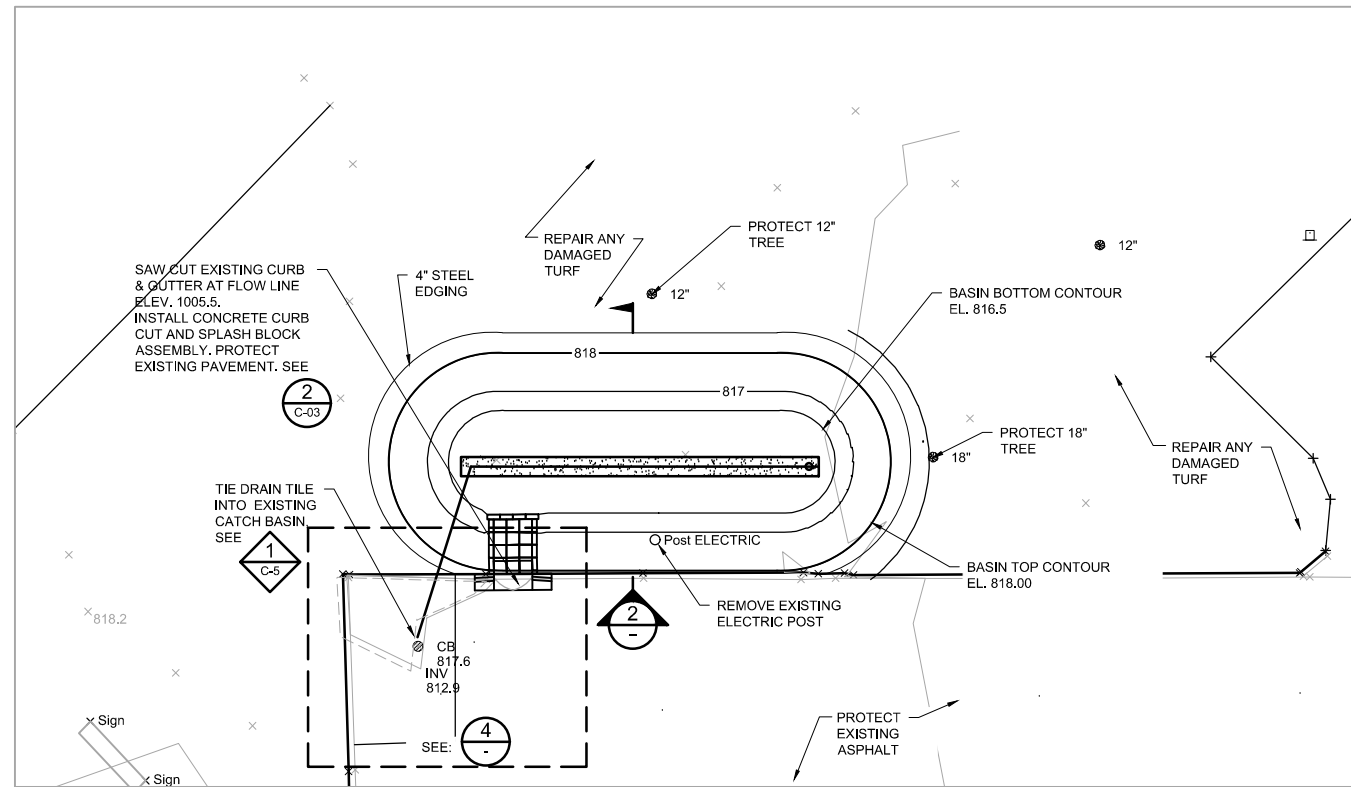 PROTECT 12"
TREE
12"
REPAIR ANY
DAMAGED
TURF
SAW CUT EXISTING CURB
& GUTTER AT FLOW LINE
ELEV. 1005.5.
INSTALL CONCRETE CURB
CUT AND SPLASH BLOCK
ASSEMBLY. PROTECT
EXISTING PAVEMENT. SEE
2
C-03
4" STEEL
EDGING
12"
BASIN BOTTOM CONTOUR
EL. 816.5
818
817
PROTECT 18"
TREE
18"
REPAIR ANY
DAMAGED
TURF
TIE DRAIN TILE
INTO EXISTING
CATCH BASIN.
SEE
1
C-5
Post ELECTRIC
BASIN TOP CONTOUR
EL. 818.00
REMOVE EXISTING
ELECTRIC POST
2
-
818.2
CB
817.6
INV
812.9
Sign
SEE:
4
-
PROTECT
EXISTING
ASPHALT
Sign